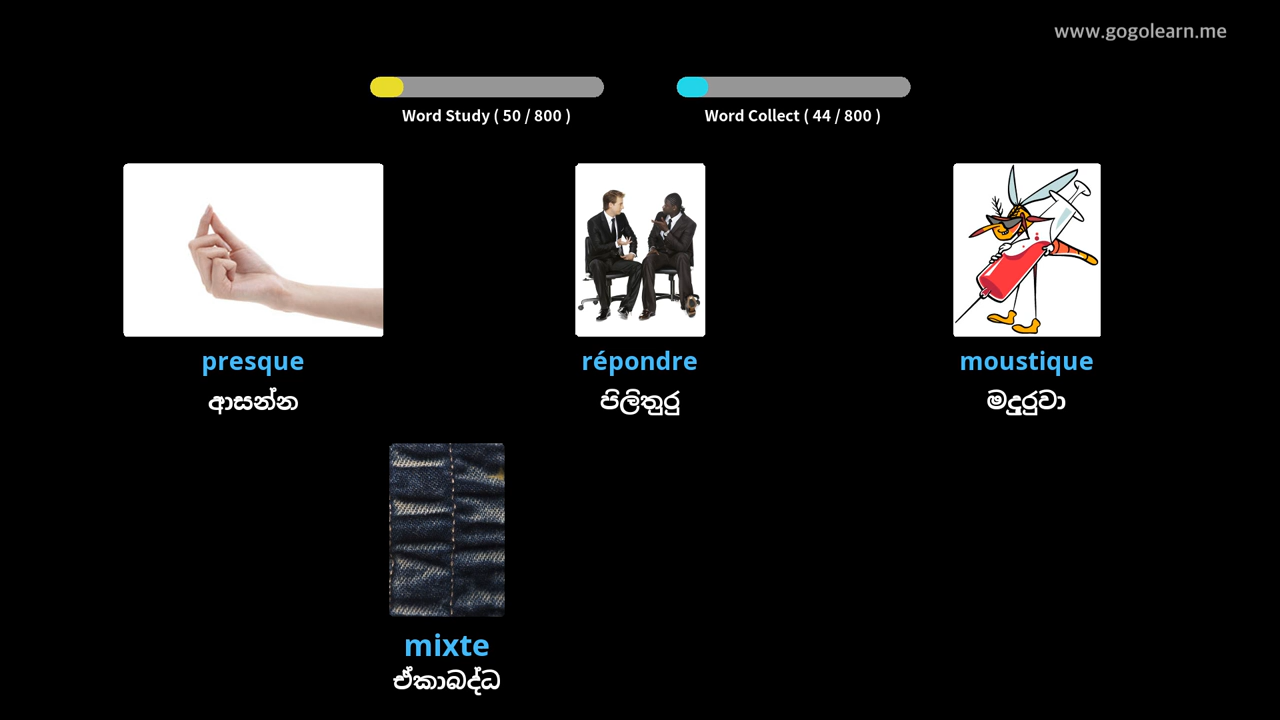 www.gogolearn.me
Word Study ( 50 / 800 )
Word Collect ( 44 / 800 )
presque
répondre
moustique
ආසන්න
පිලිතුරු
මදුරුවා
mixte
ඒකාබද්ධ